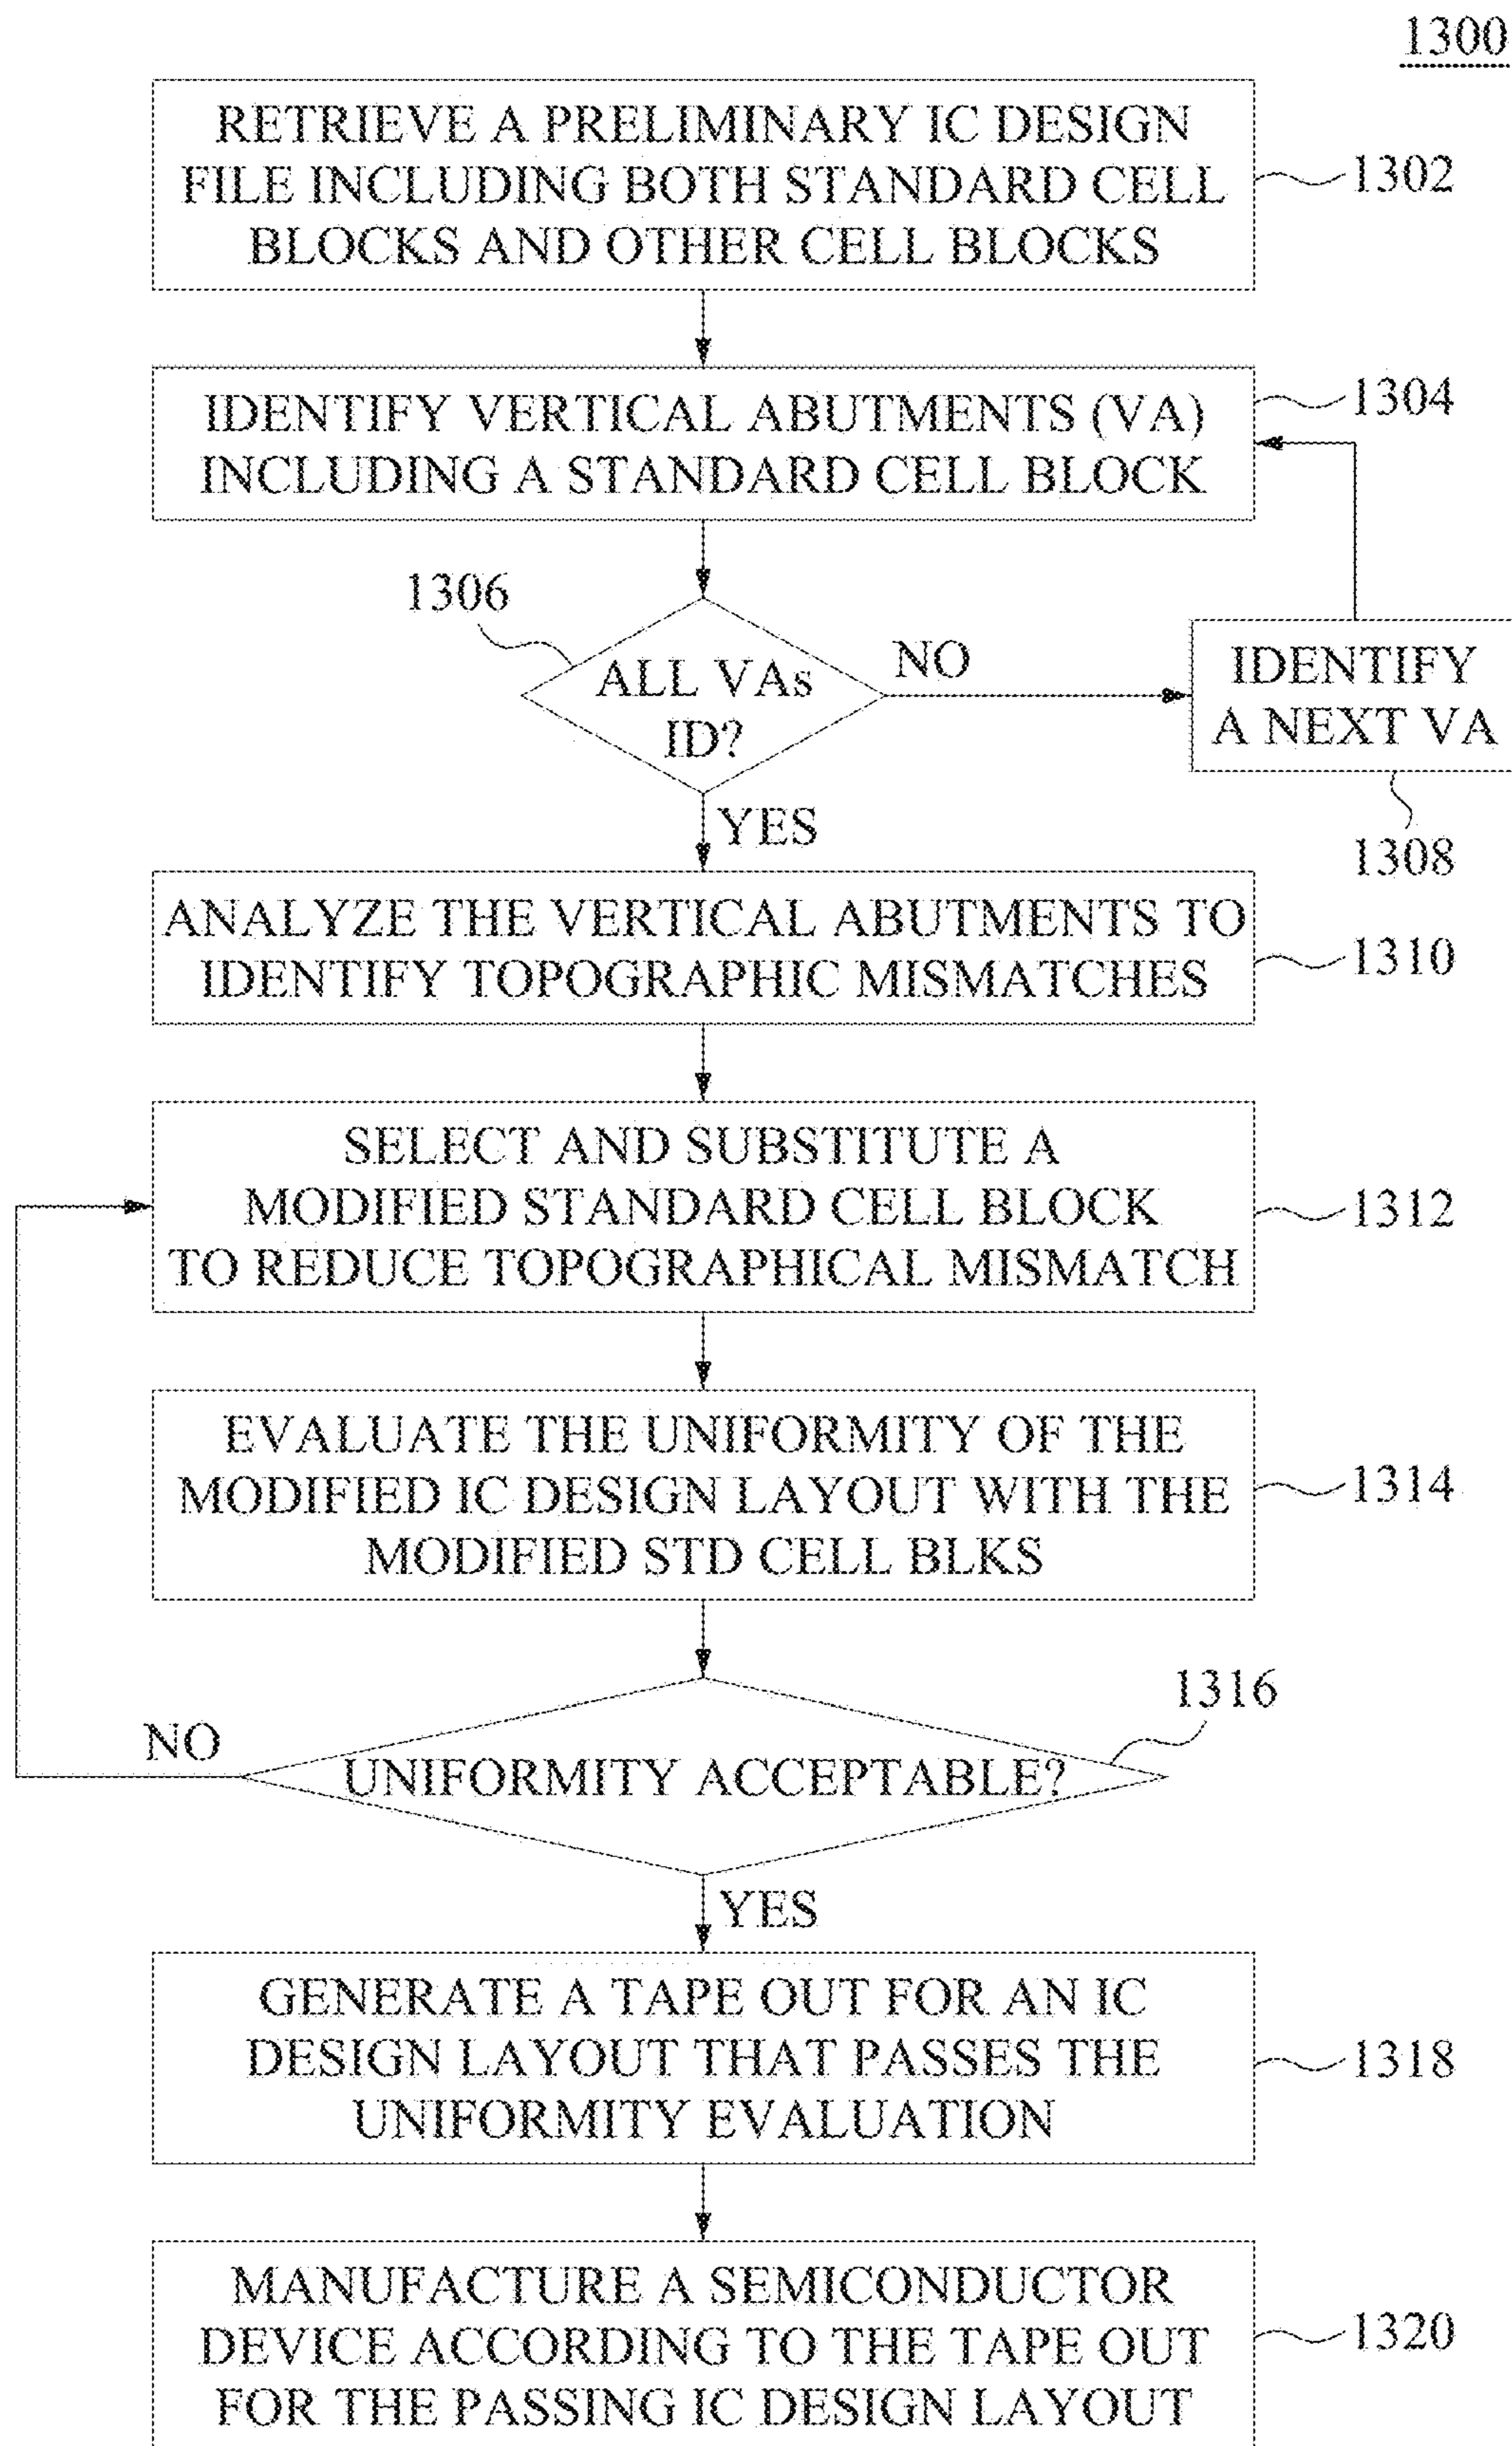 1300
RETRIEVE A PRELIMINARY IC DESIGN
FILE INCLUDING BOTH STANDARD CELL
BLOCKS AND OTHER CELL BLOCKS
1302
IDENTIFY VERTICAL ABUTMENTS (VA)
INCLUDING A STANDARD CELL BLOCK
1304
1306
ALL VAs
ID?
NO
IDENTIFY
A NEXT VA
1308
YES
ANALYZE THE VERTICAL ABUTMENTS TO
IDENTIFY TOPOGRAPHIC MISMATCHES
1310
SELECT AND SUBSTITUTE A
MODIFIED STANDARD CELL BLOCK
TO REDUCE TOPOGRAPHICAL MISMATCH
1312
EVALUATE THE UNIFORMITY OF THE
MODIFIED IC DESIGN LAYOUT WITH THE
MODIFIED STD CELL BLKS
1314
1316
NO
UNIFORMITY ACCEPTABLE?
YES
GENERATE A TAPE OUT FOR AN IC
DESIGN LAYOUT THAT PASSES THE
UNIFORMITY EVALUATION
1318
MANUFACTURE A SEMICONDUCTOR
DEVICE ACCORDING TO THE TAPE OUT
FOR THE PASSING IC DESIGN LAYOUT
1320